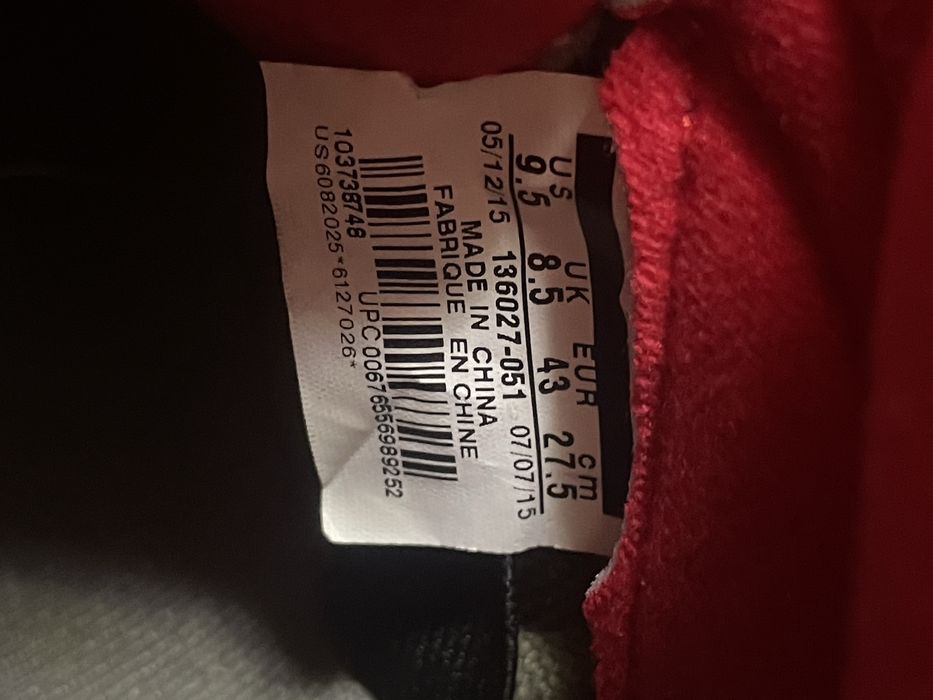 US UK EUR cm
9.5 8.5 43 27.5
05/12/15 136027-051 07/07/15
MADE IN CHINA
FABRIQUE EN CHINE
103738748 UPC 00676556989252
US6082025*6127026*